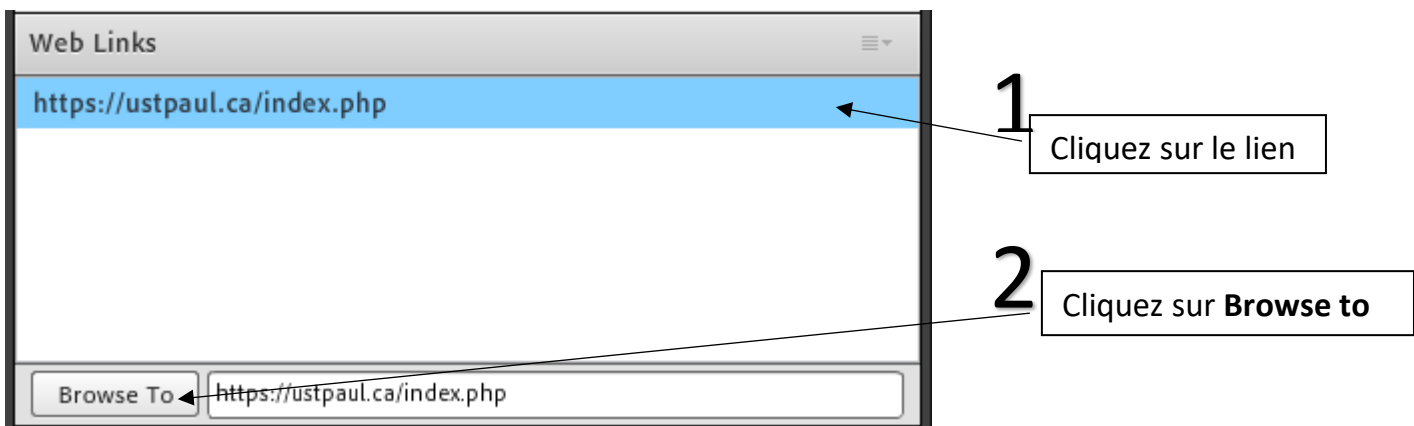 Web Links
https://ustpaul.ca/index.php
1
Cliquez sur le lien
2
Cliquez sur Browse to
Browse To
https://ustpaul.ca/index.php